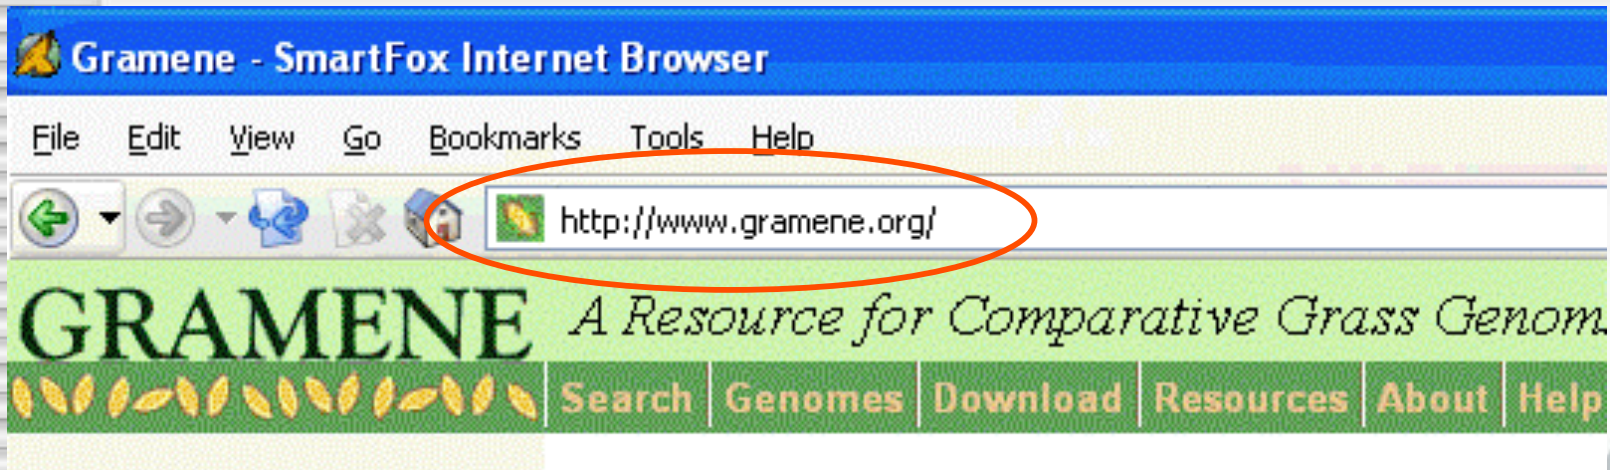 Gramene - SmartFox Internet Browser
File Edit View Go Bookmarks Tools Help
http://www.gramene.org/
GRAMENE A Resource for Comparative Grass Genom
Search Genomes Download Resources About Help